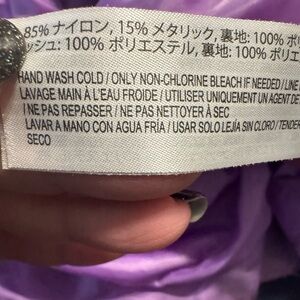 85% ナイロン, 15% メタリック, 裏地: 100% ポ
ッシュ: 100% ポリエステル, 裏地: 100% ポリエ
HAND WASH COLD / ONLY NON-CHLORINE BLEACH IF NEEDED / LINE
LAVAGE MAIN À L'EAU FROIDE / UTILISER UNIQUEMENT UN AGENT DE
/ NE PAS REPASSER / NE PAS NETTOYER À SEC
LAVAR A MANO CON AGUA FRÍA / USAR SOLO LEJÍA SIN CLORO / TENDER
SECO